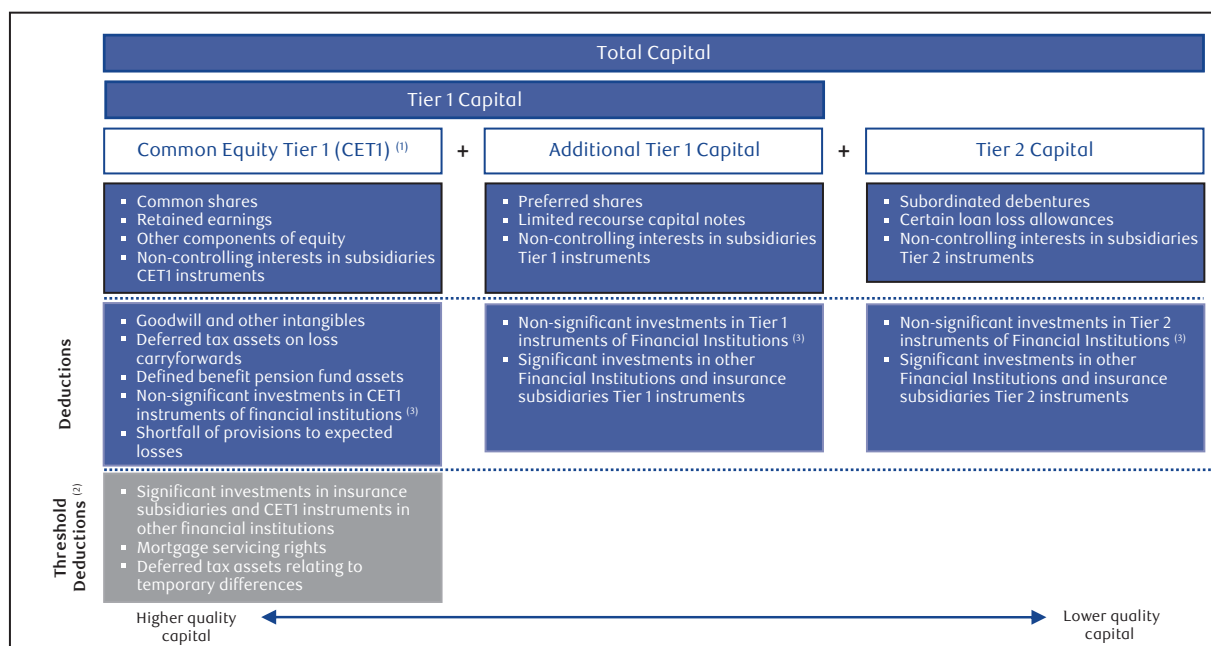 Total Capital
Tier 1 Capital
Common Equity Tier 1 (CET1) (1)
+
Additional Tier 1 Capital
+
Tier 2 Capital
▪ Common shares
▪ Retained earnings
▪ Other components of equity
▪ Non-controlling interests in subsidiaries
CET1 instruments
▪ Preferred shares
▪ Limited recourse capital notes
▪ Non-controlling interests in subsidiaries
Tier 1 instruments
▪ Subordinated debentures
▪ Certain loan loss allowances
▪ Non-controlling interests in subsidiaries
Tier 2 instruments
Deductions
▪ Goodwill and other intangibles
▪ Deferred tax assets on loss
carryforwards
▪ Defined benefit pension fund assets
▪ Non-significant investments in CET1
instruments of financial institutions (3)
▪ Shortfall of provisions to expected
losses
▪ Non-significant investments in Tier 1
instruments of Financial Institutions (3)
▪ Significant investments in other
Financial Institutions and insurance
subsidiaries Tier 1 instruments
▪ Non-significant investments in Tier 2
instruments of Financial Institutions (3)
▪ Significant investments in other
Financial Institutions and insurance
subsidiaries Tier 2 instruments
Threshold
Deductions (2)
▪ Significant investments in insurance
subsidiaries and CET1 instruments in
other financial institutions
▪ Mortgage servicing rights
▪ Deferred tax assets relating to
temporary differences
Higher quality
capital
Lower quality
capital